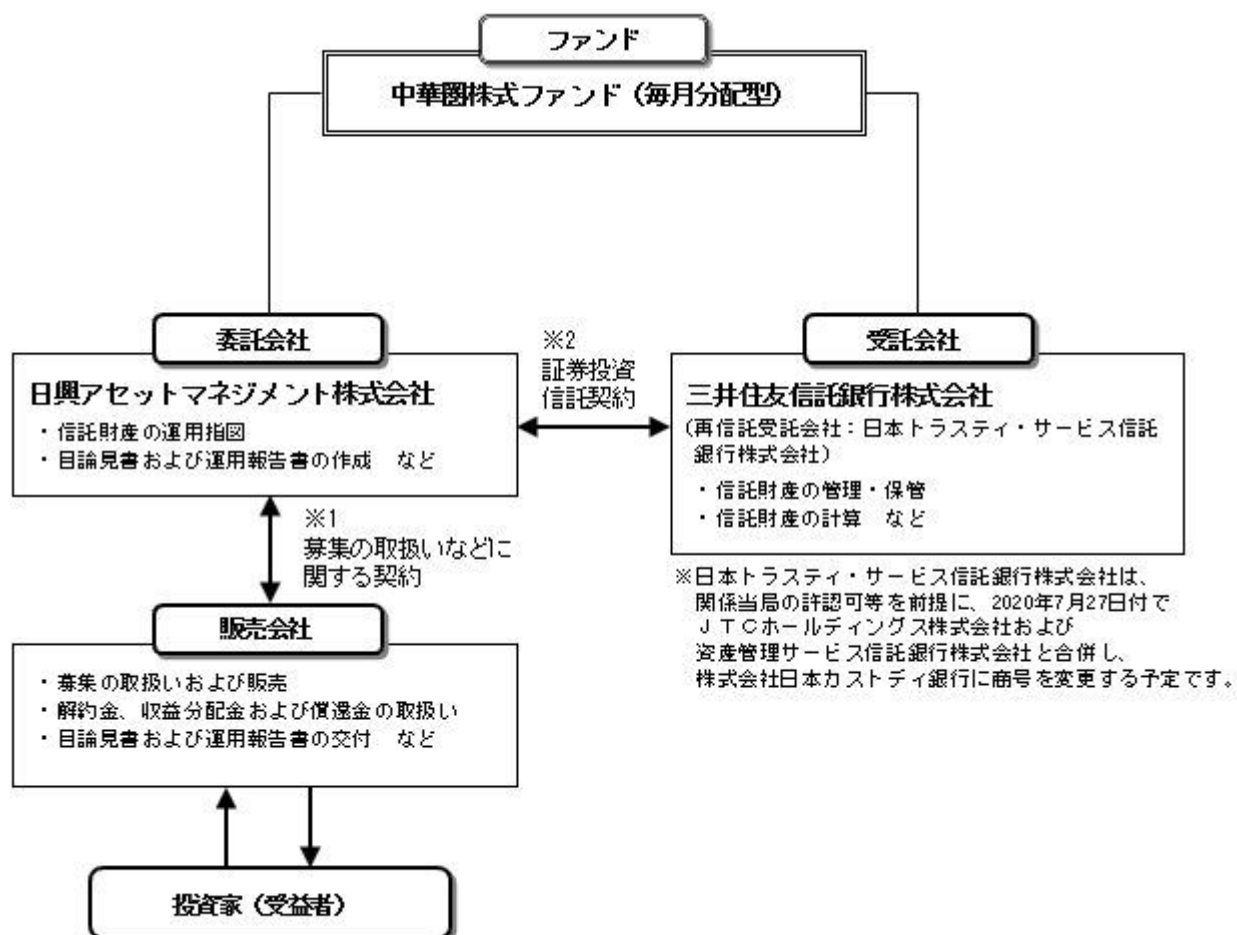 ファンド
中華圏株式ファンド（毎月分配型）
委託会社
日興アセットマネジメント株式会社
・信託財産の運用指図
・目論見書および運用報告書の作成　など
※2
証券投資
信託契約
受託会社
三井住友信託銀行株式会社
（再信託受託会社：日本トラスティ・サービス信託
銀行株式会社）
・信託財産の管理・保管
・信託財産の計算　など
※日本トラスティ・サービス信託銀行株式会社は、
関係当局の許認可等を前提に、2020年7月27日付で
ＪＴＣホールディングス株式会社および
資産管理サービス信託銀行株式会社と合併し、
株式会社日本カストディ銀行に商号を変更する予定です。
※1
募集の取扱いなどに
関する契約
販売会社
・募集の取扱いおよび販売
・解約金、収益分配金および償還金の取扱い
・目論見書および運用報告書の交付　など
投資家（受益者）